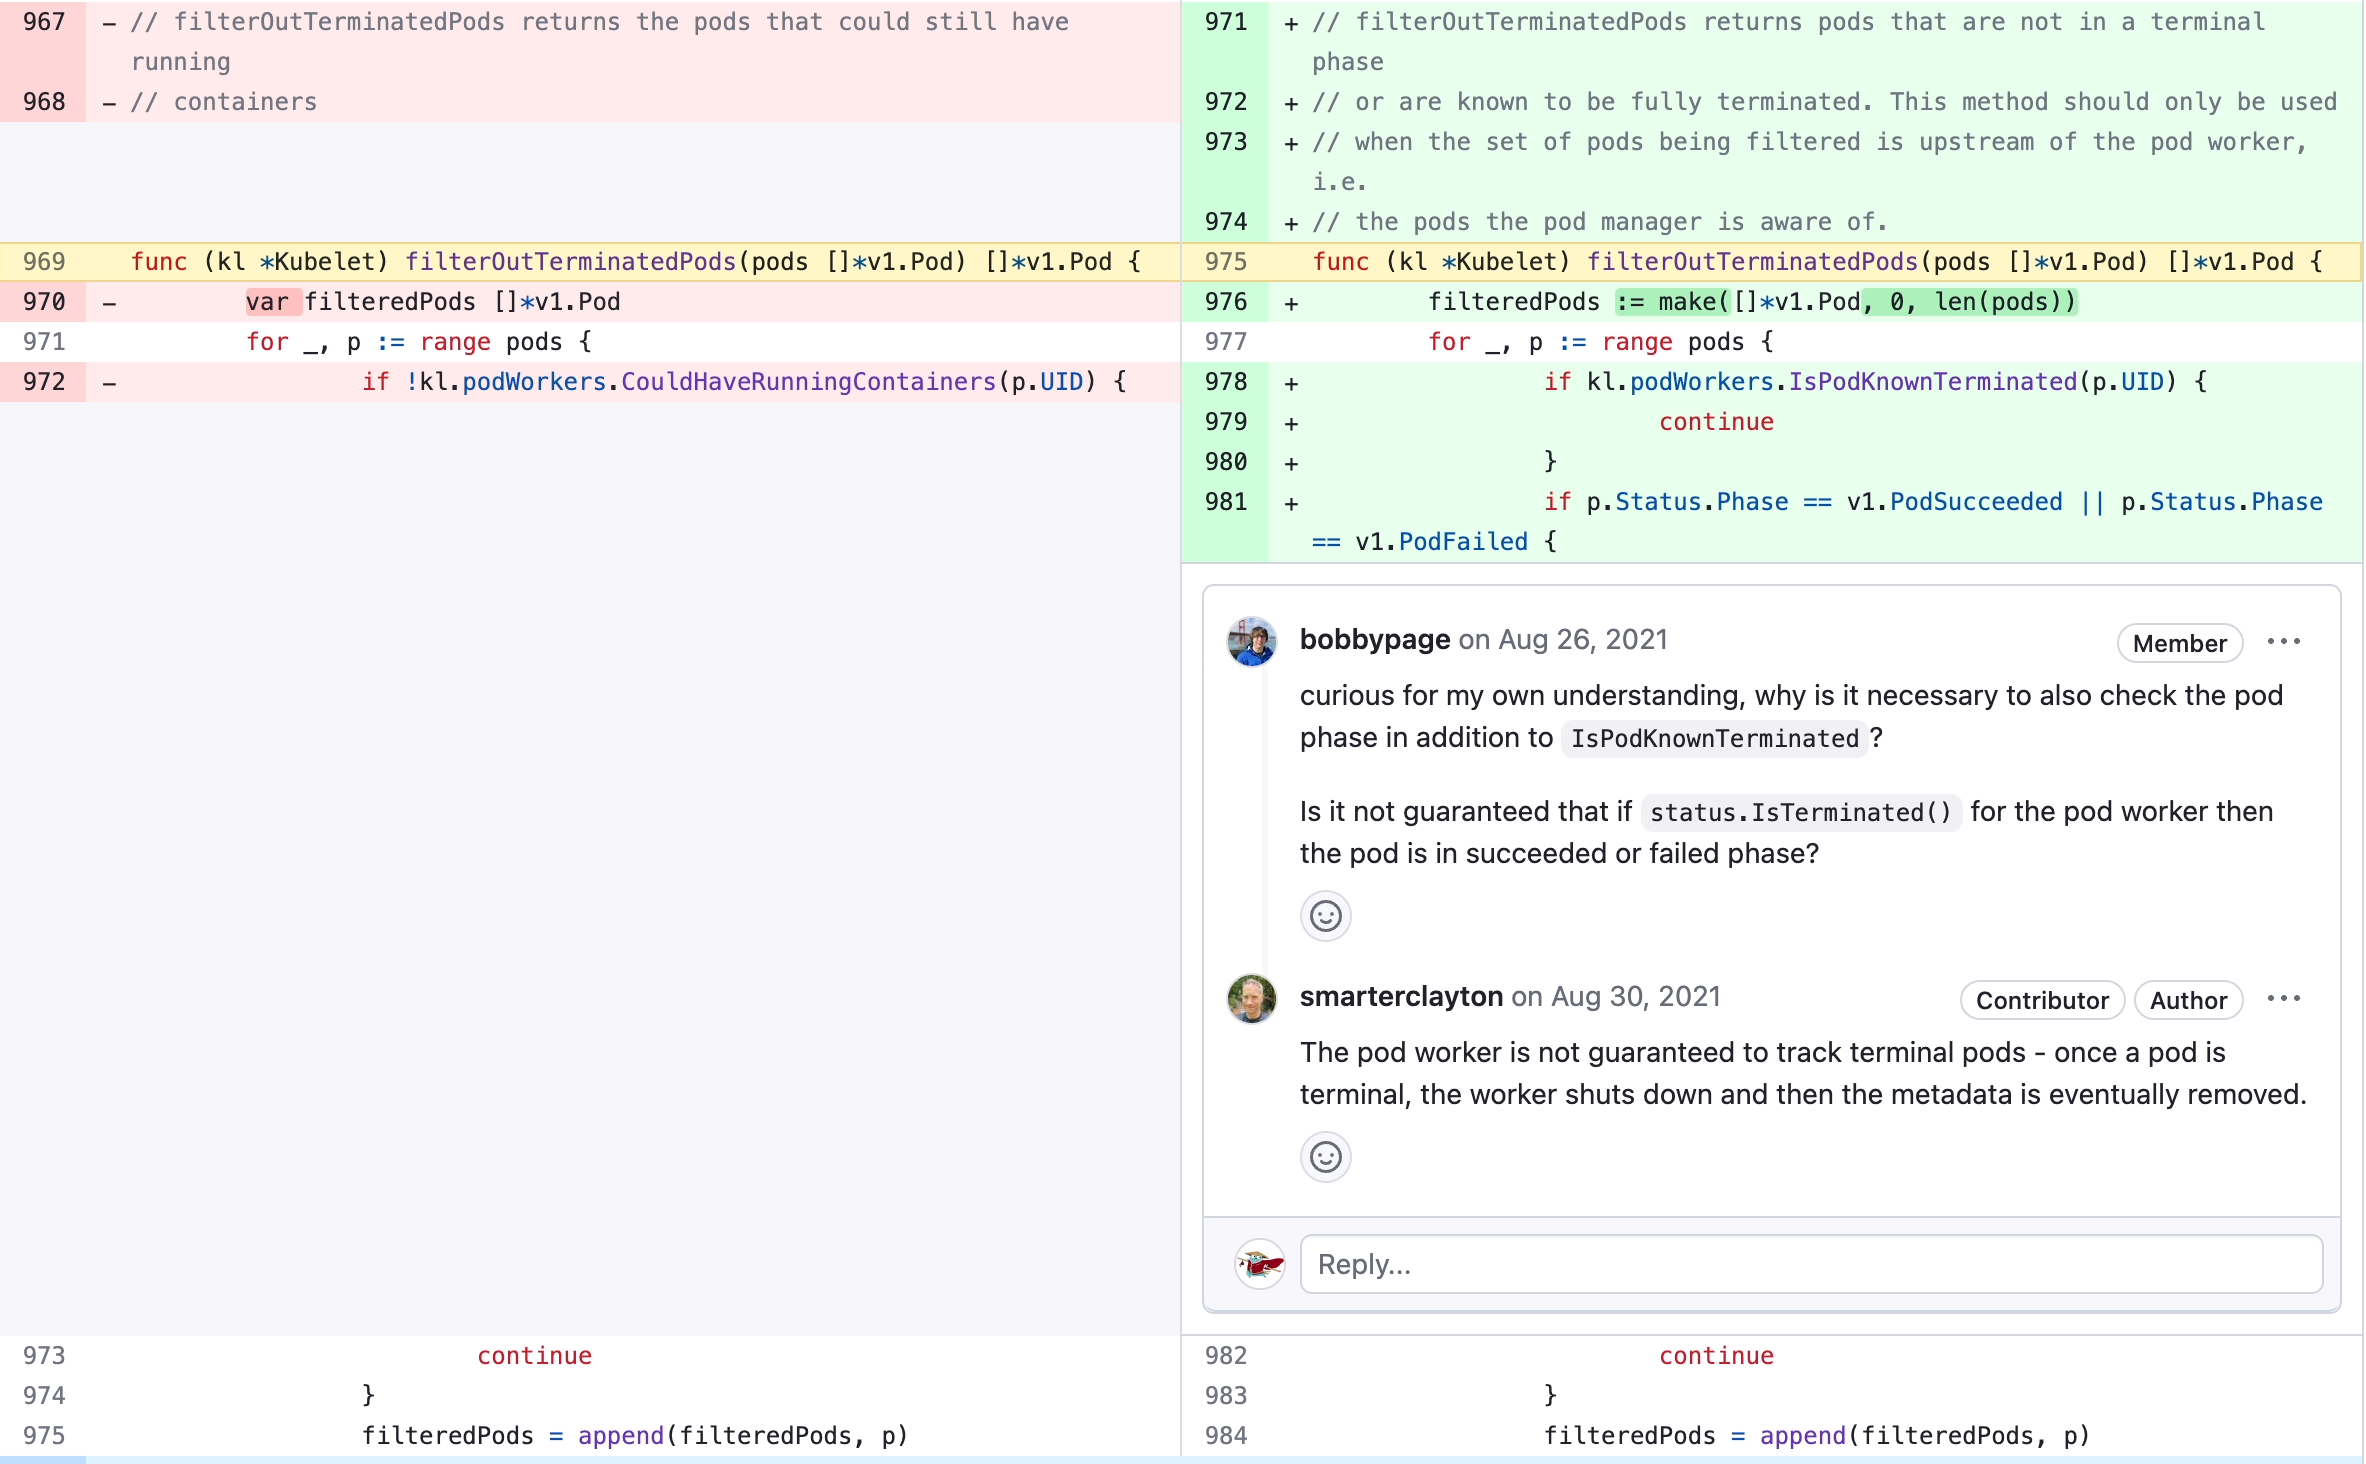 967 - // filterOutTerminatedPods returns the pods that could still have
running
968 - // containers
969 func (kl *Kubelet) filterOutTerminatedPods(pods []*v1.Pod) []*v1.Pod {
970 - var filteredPods []*v1.Pod
971 for _, p := range pods {
972 - if !kl.podWorkers.CouldHaveRunningContainers(p.UID) {
973 continue
974 }
975 filteredPods = append(filteredPods, p)
971 + // filterOutTerminatedPods returns pods that are not in a terminal
phase
972 + // or are known to be fully terminated. This method should only be used
973 + // when the set of pods being filtered is upstream of the pod worker,
i.e.
974 + // the pods the pod manager is aware of.
975 func (kl *Kubelet) filterOutTerminatedPods(pods []*v1.Pod) []*v1.Pod {
976 + filteredPods := make([]*v1.Pod, 0, len(pods))
977 for _, p := range pods {
978 + if kl.podWorkers.IsPodKnownTerminated(p.UID) {
979 + continue
980 + }
981 + if p.Status.Phase == v1.PodSucceeded || p.Status.Phase
== v1.PodFailed {
bobbypage on Aug 26, 2021 Member ...
curious for my own understanding, why is it necessary to also check the pod
phase in addition to IsPodKnownTerminated?
Is it not guaranteed that if status.IsTerminated() for the pod worker then
the pod is in succeeded or failed phase?
smarterclayton on Aug 30, 2021 Contributor Author ...
The pod worker is not guaranteed to track terminal pods - once a pod is
terminal, the worker shuts down and then the metadata is eventually removed.
Reply...
982 continue
983 }
984 filteredPods = append(filteredPods, p)